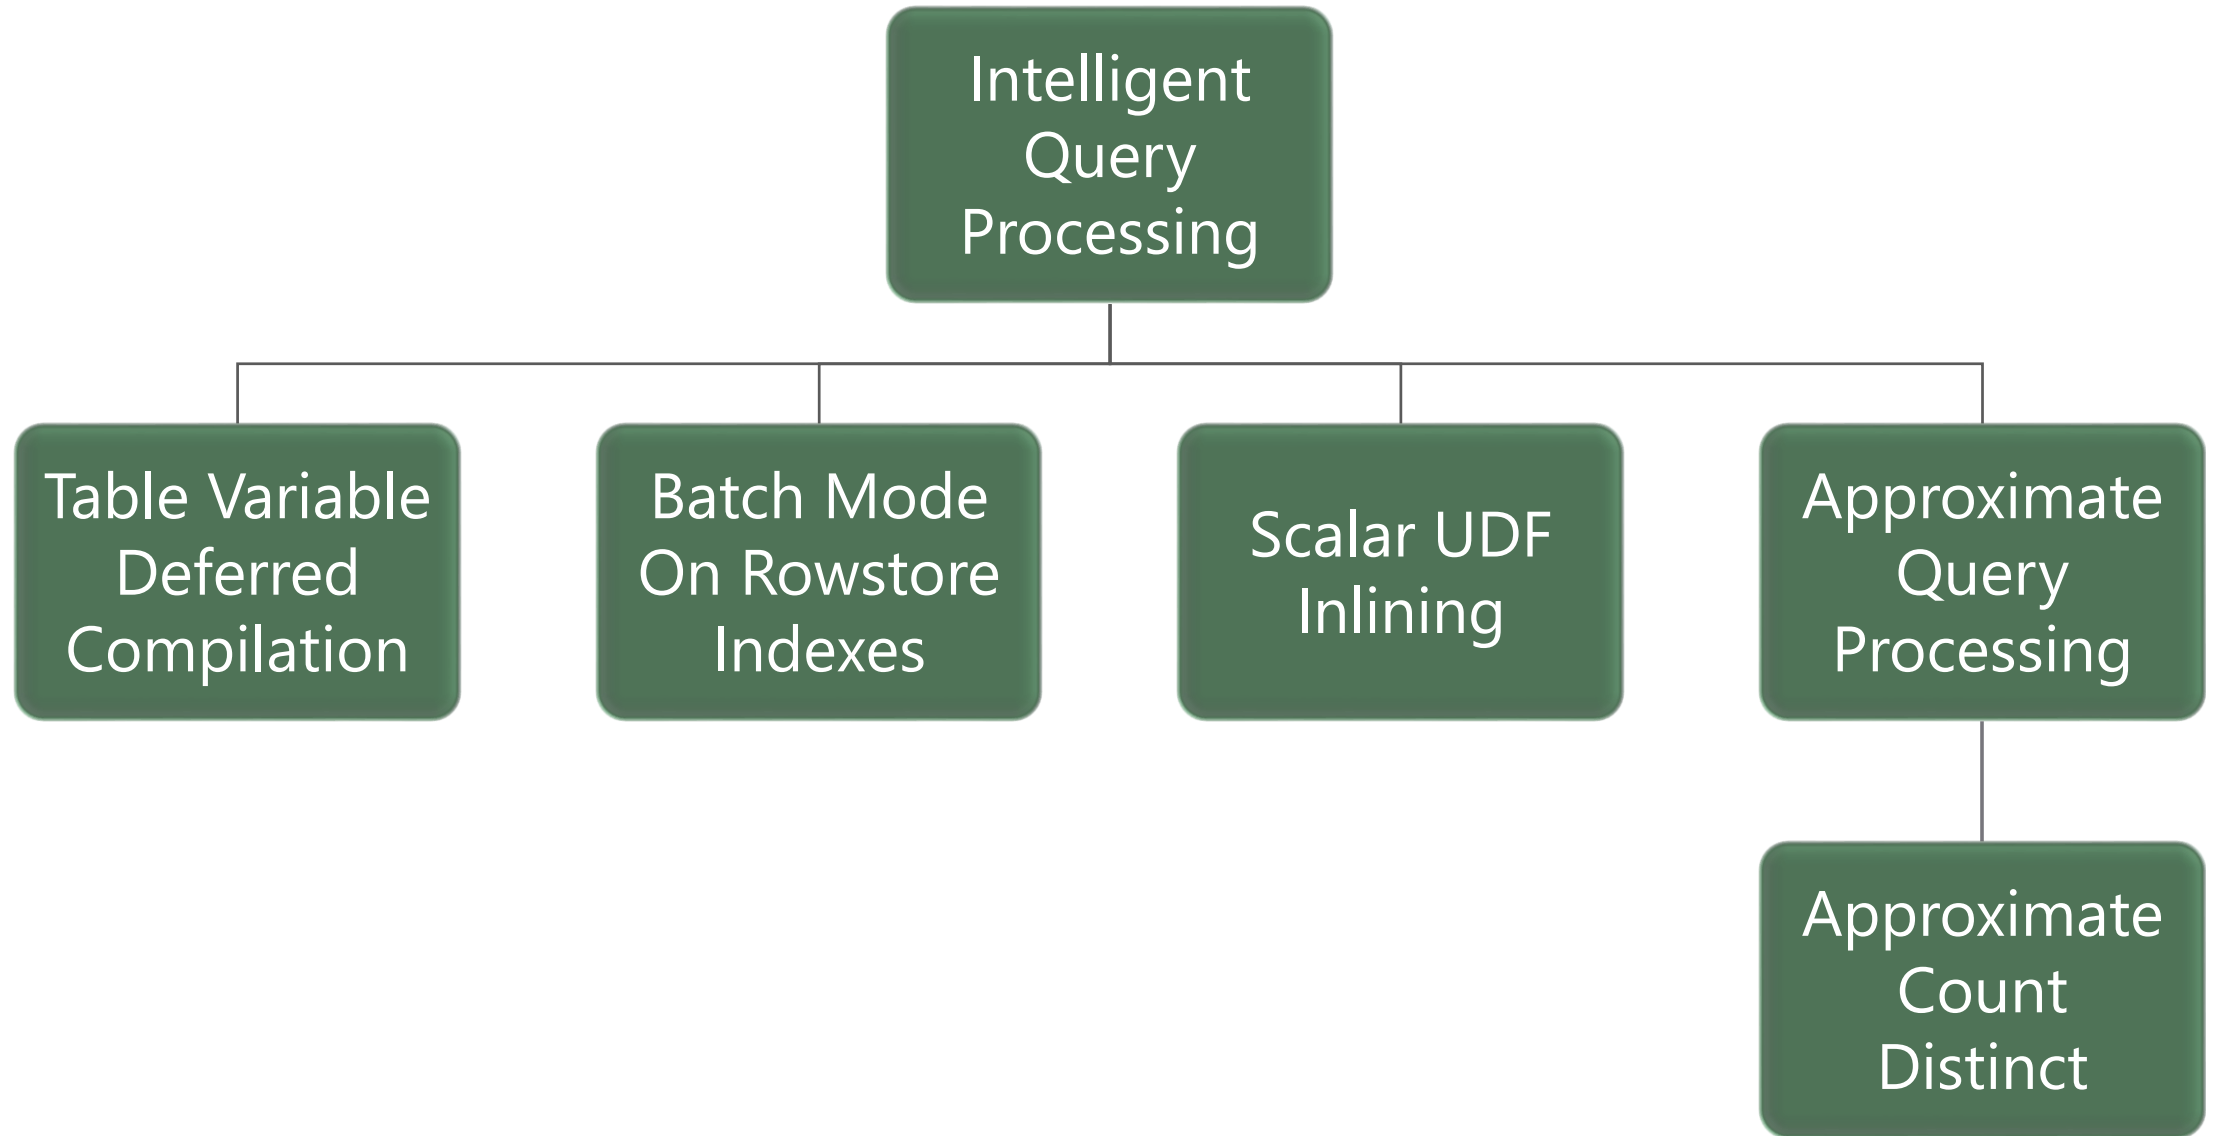 Intelligent
Query
Processing
Table Variable
Deferred
Compilation
Batch Mode
On Rowstore
Indexes
Scalar UDF
Inlining
Approximate
Query
Processing
Approximate
Count
Distinct